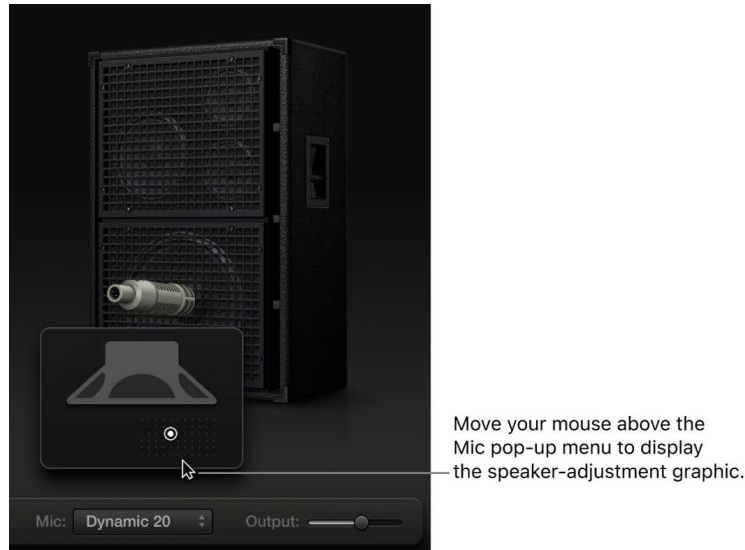 Move your mouse above the
Mic pop-up menu to display
the speaker-adjustment graphic.
Mic: Dynamic 20 Output: